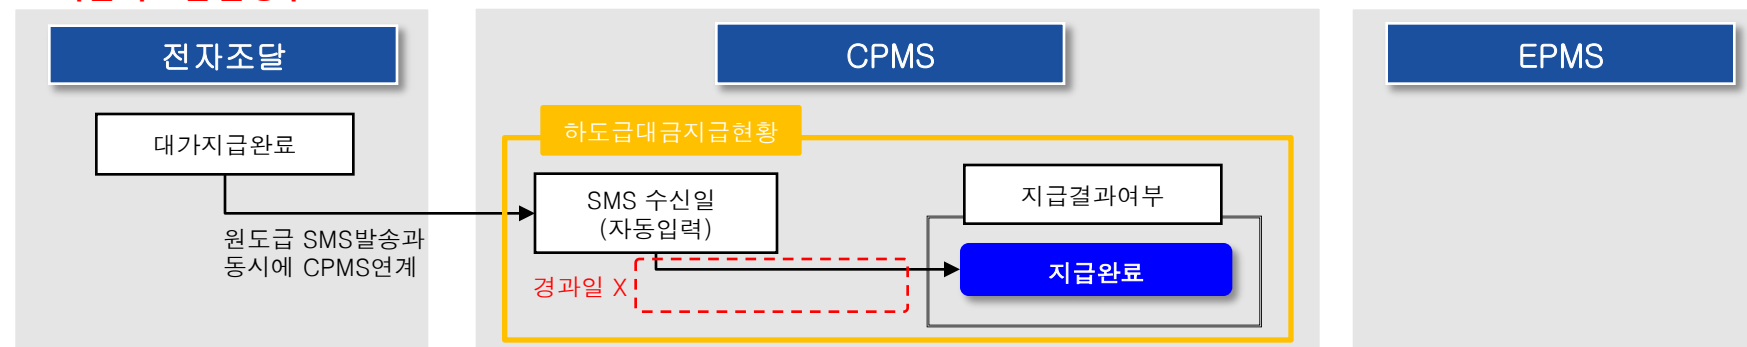 전자조달
CPMS
EPMS
대가지급완료
하도급대금지급현황
SMS 수신일
(자동입력)
지급결과여부
원도급 SMS발송과
동시에 CPMS연계
경과일 X
지급완료